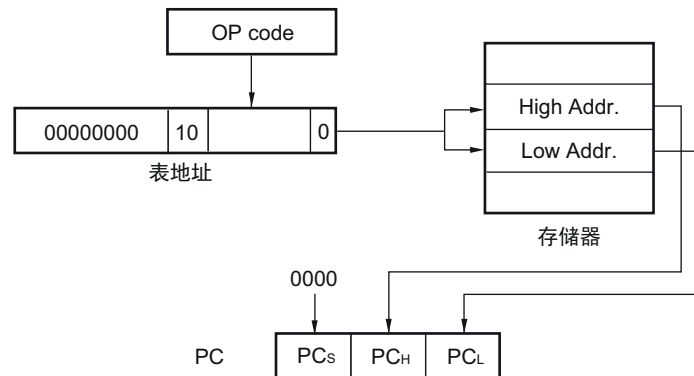 OP code
00000000 10 0
表地址
High Addr.
Low Addr.
存储器
0000
PC PCS PCH PCL